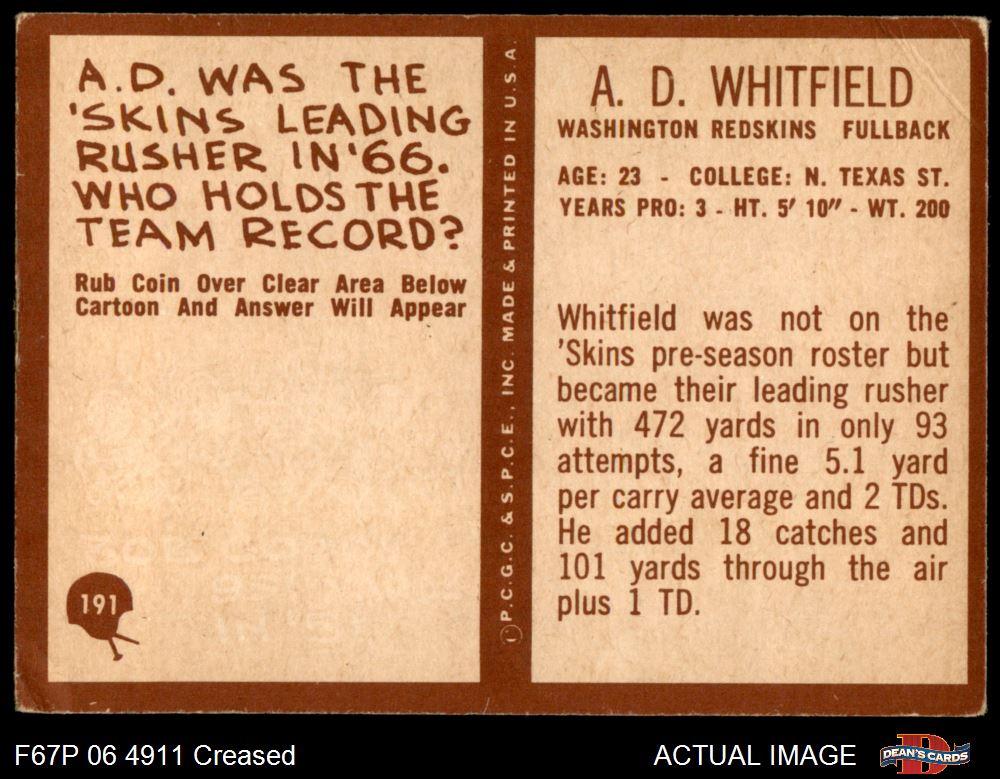 A.D. WAS THE
'SKINS LEADING
RUSHER IN '66.
WHO HOLDS THE
TEAM RECORD?
Rub Coin Over Clear Area Below
Cartoon And Answer Will Appear
191
P.C.G.C. & S.P.C.E., INC. MADE & PRINTED IN U.S.A.
A. D. WHITFIELD
WASHINGTON REDSKINS FULLBACK
AGE: 23 - COLLEGE: N. TEXAS ST.
YEARS PRO: 3 - HT. 5' 10" - WT. 200
Whitfield was not on the
'Skins pre-season roster but
became their leading rusher
with 472 yards in only 93
attempts, a fine 5.1 yard
per carry average and 2 TDs.
He added 18 catches and
101 yards through the air
plus 1 TD.
F67P 06 4911 Creased
ACTUAL IMAGE
DEAN'S CARDS